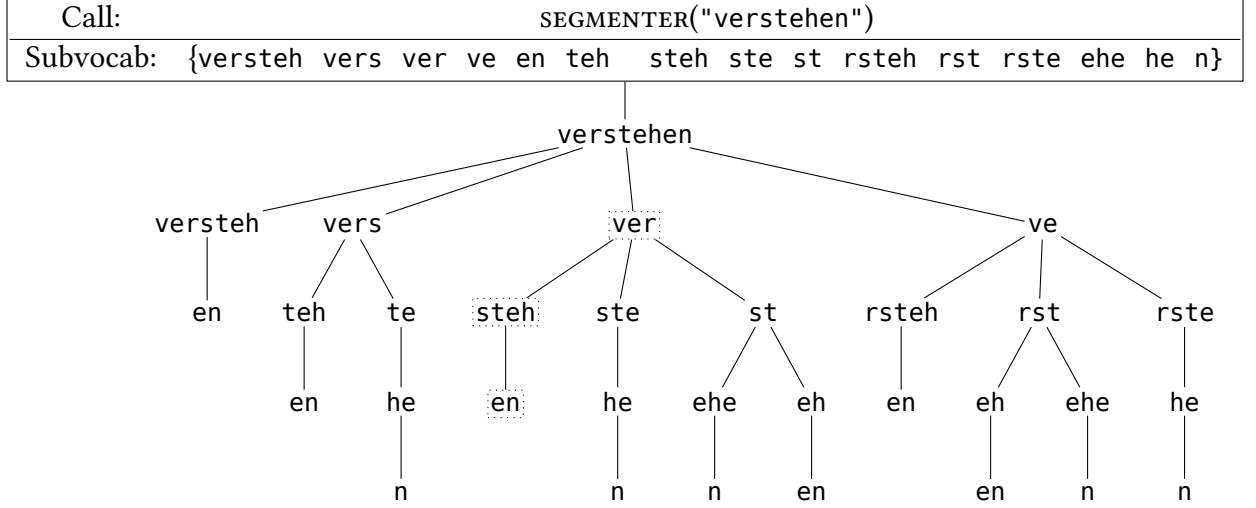 Call: SEGMENTER("verstehen")
Subvocab: {versteh vers ver ve en teh steh ste st rsteh rst rste ehe he n}
verstehen
versteh vers ver ve
en teh te steh ste st rsteh rst rste
en he en he ehe eh en eh ehe he
n n n en en n n